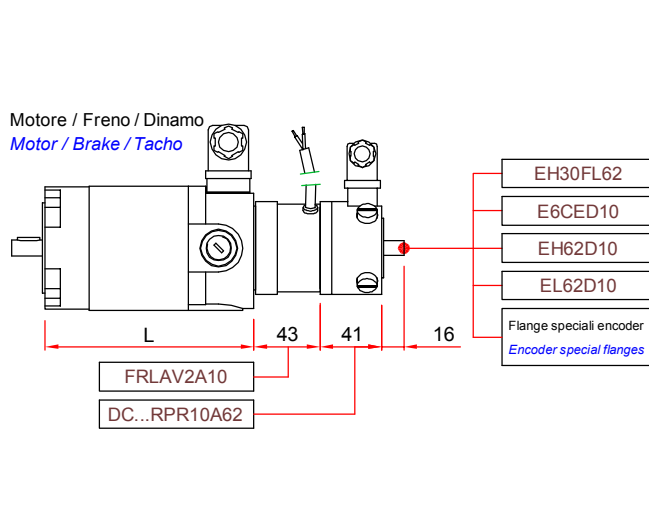 Motore / Freno / Dinamo
Motor / Brake / Tacho
EH30FL62
E6CED10
EH62D10
EL62D10
Flange speciali encoder
Encoder special flanges
L 43 41 16
FRLAV2A10
DC...RPR10A62